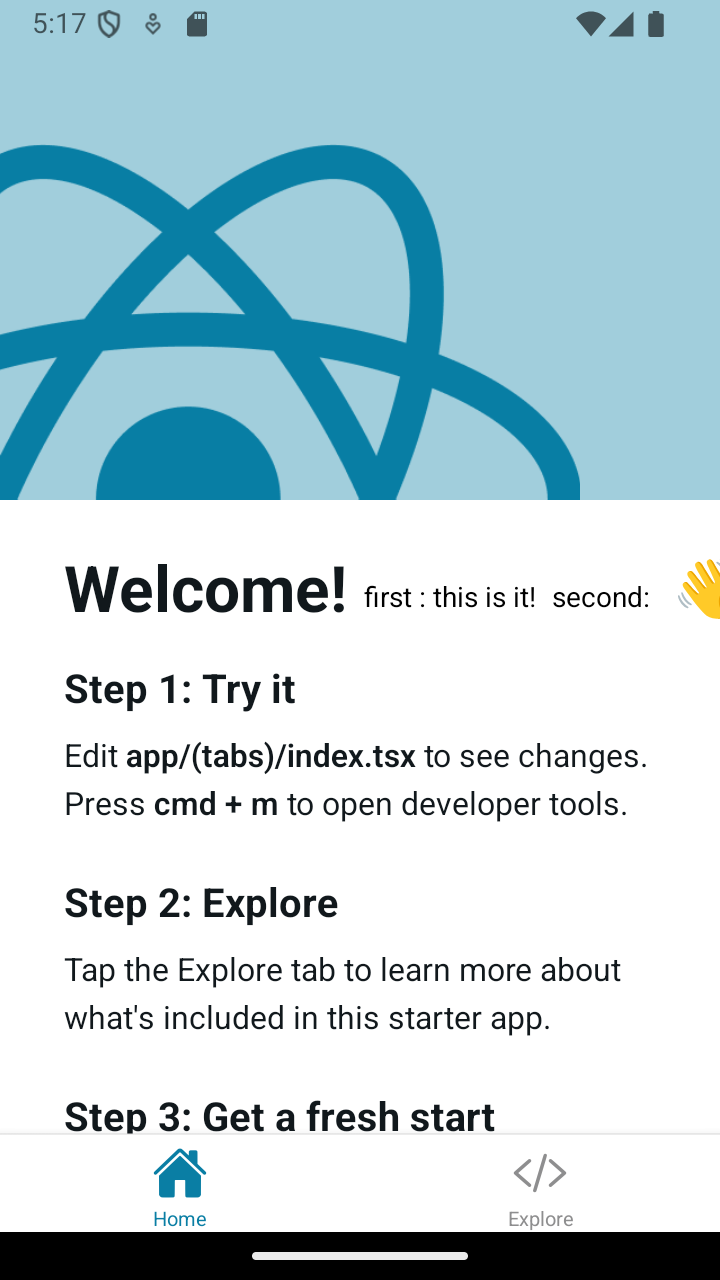 5:17
Welcome! first : this is it! second:
Step 1: Try it
Edit app/(tabs)/index.tsx to see changes.
Press cmd + m to open developer tools.
Step 2: Explore
Tap the Explore tab to learn more about
what's included in this starter app.
Step 3: Get a fresh start
Home
Explore